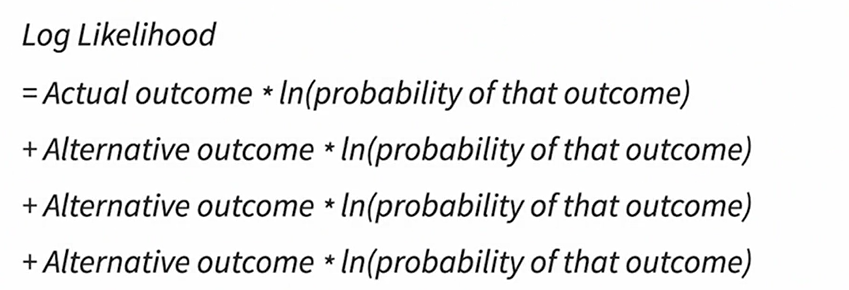 Log Likelihood
= Actual outcome * ln(probability of that outcome)
+ Alternative outcome * ln(probability of that outcome)
+ Alternative outcome * ln(probability of that outcome)
+ Alternative outcome * ln(probability of that outcome)